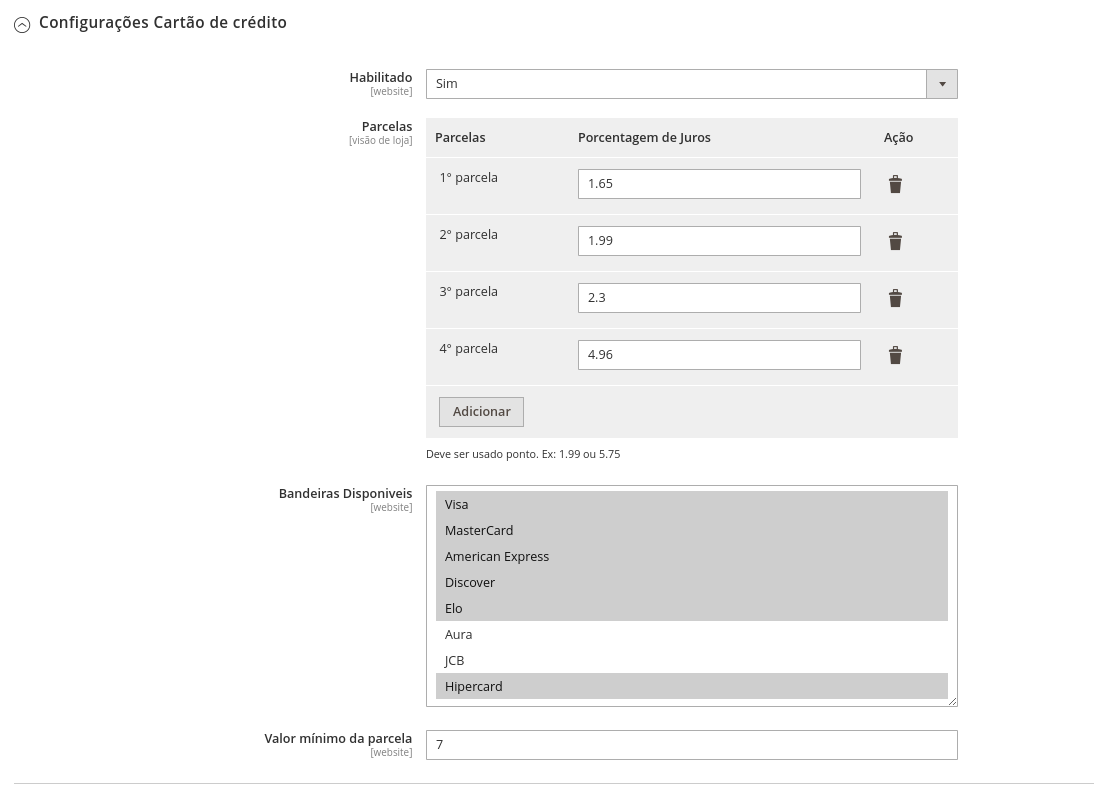 Configurações Cartão de crédito
Habilitado
[website]
Sim
Parcelas
[visão de loja]
Parcelas Porcentagem de Juros Ação
1° parcela 1.65
2° parcela 1.99
3° parcela 2.3
4° parcela 4.96
Adicionar
Deve ser usado ponto. Ex: 1.99 ou 5.75
Bandeiras Disponiveis
[website]
Visa
MasterCard
American Express
Discover
Elo
Aura
JCB
Hipercard
Valor mínimo da parcela
[website]
7